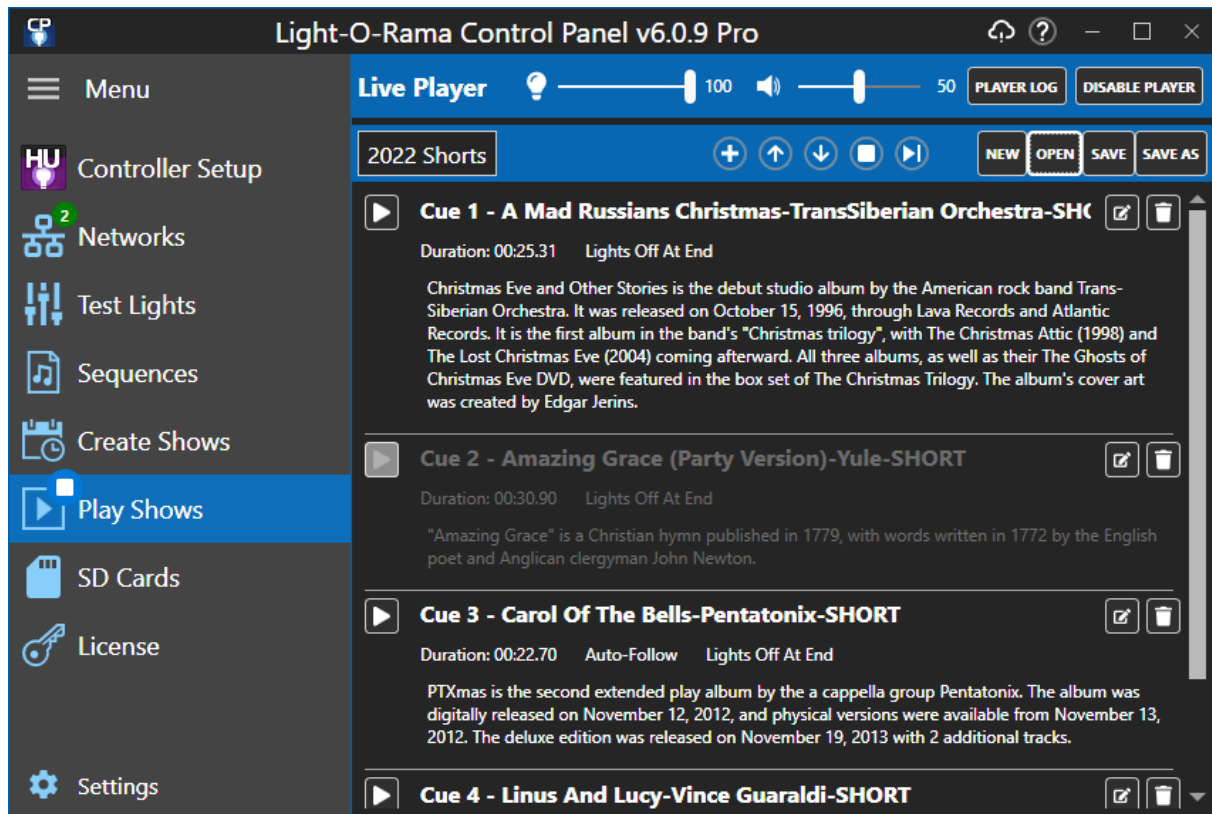 CP
Light-O-Rama Control Panel v6.0.9 Pro
?
Menu
Live Player
100
50
PLAYER LOG
DISABLE PLAYER
2022 Shorts
NEW
OPEN
SAVE
SAVE AS
HU
Controller Setup
2
Networks
Test Lights
Sequences
Create Shows
Play Shows
SD Cards
License
Settings
Cue 1 - A Mad Russians Christmas-TransSiberian Orchestra-SH
Duration: 00:25.31 Lights Off At End
Christmas Eve and Other Stories is the debut studio album by the American rock band Trans-
Siberian Orchestra. It was released on October 15, 1996, through Lava Records and Atlantic
Records. It is the first album in the band's "Christmas trilogy", with The Christmas Attic (1998) and
The Lost Christmas Eve (2004) coming afterward. All three albums, as well as their The Ghosts of
Christmas Eve DVD, were featured in the box set of The Christmas Trilogy. The album's cover art
was created by Edgar Jerins.
Cue 2 - Amazing Grace (Party Version)-Yule-SHORT
Duration: 00:30.90 Lights Off At End
"Amazing Grace" is a Christian hymn published in 1779, with words written in 1772 by the English
poet and Anglican clergyman John Newton.
Cue 3 - Carol Of The Bells-Pentatonix-SHORT
Duration: 00:22.70 Auto-Follow Lights Off At End
PTXmas is the second extended play album by the a cappella group Pentatonix. The album was
digitally released on November 12, 2012, and physical versions were available from November 13,
2012. The deluxe edition was released on November 19, 2013 with 2 additional tracks.
Cue 4 - Linus And Lucy-Vince Guaraldi-SHORT